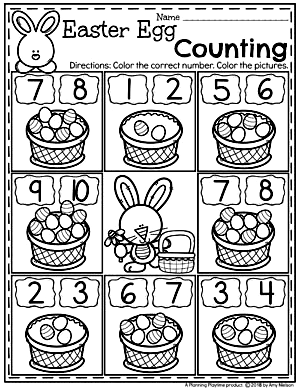 Name
Easter Egg
Counting
Directions: Color the correct number. Color the pictures.
7 8 1 2 5 6
9 10 7 8
2 3 6 7 3 4
A Planning Playtime product © 2018 by Amy Nielson